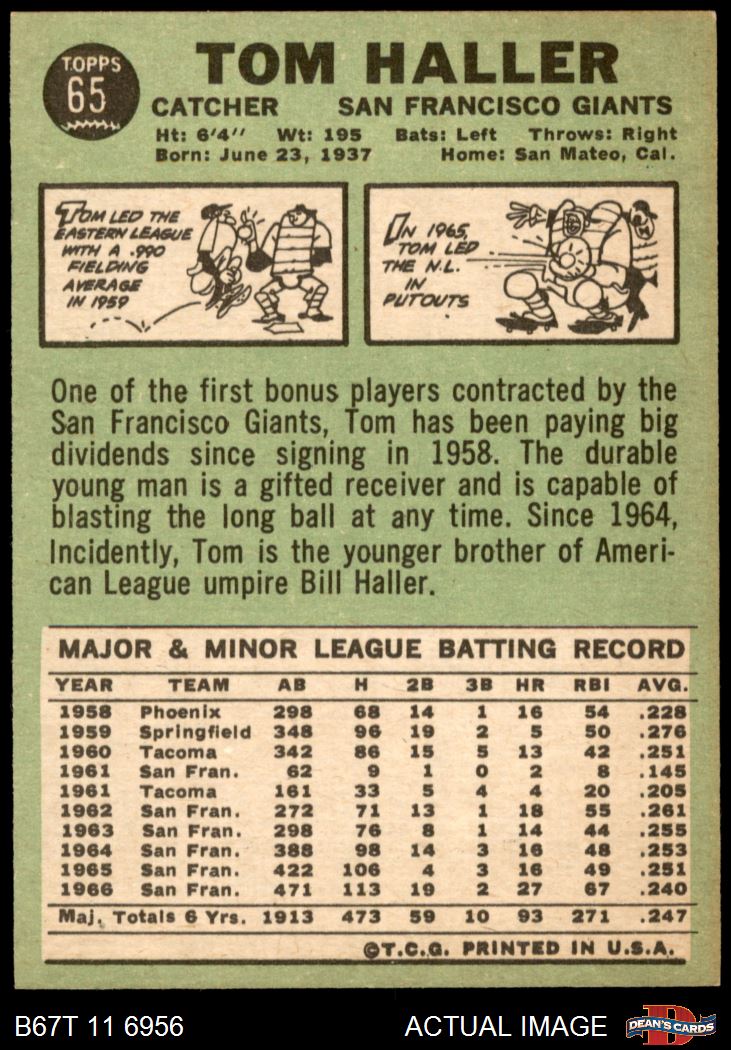 TOPPS
65
TOM HALLER
CATCHER SAN FRANCISCO GIANTS
Ht: 6'4" Wt: 195 Bats: Left Throws: Right
Born: June 23, 1937 Home: San Mateo, Cal.
TOM LED THE
EASTERN LEAGUE
WITH A .990
FIELDING
AVERAGE
IN 1959
IN 1965,
TOM LED
THE N.L.
IN
PUTOUTS
One of the first bonus players contracted by the
San Francisco Giants, Tom has been paying big
dividends since signing in 1958. The durable
young man is a gifted receiver and is capable of
blasting the long ball at any time. Since 1964,
Incidently, Tom is the younger brother of Ameri-
can League umpire Bill Haller.
MAJOR & MINOR LEAGUE BATTING RECORD
YEAR TEAM AB H 2B 3B HR RBI AVG.
1958 Phoenix 298 68 14 1 16 54 .228
1959 Springfield 348 96 19 2 5 50 .276
1960 Tacoma 342 86 15 5 13 42 .251
1961 San Fran. 62 9 1 0 2 8 .145
1961 Tacoma 161 33 5 4 4 20 .205
1962 San Fran. 272 71 13 1 18 55 .261
1963 San Fran. 298 76 8 1 14 44 .255
1964 San Fran. 388 98 14 3 16 48 .253
1965 San Fran. 422 106 4 3 16 49 .251
1966 San Fran. 471 113 19 2 27 67 .240
Maj. Totals 6 Yrs. 1913 473 59 10 93 271 .247
©T.C.G. PRINTED IN U.S.A.
B67T 11 6956 ACTUAL IMAGE
D
DEAN'S CARDS